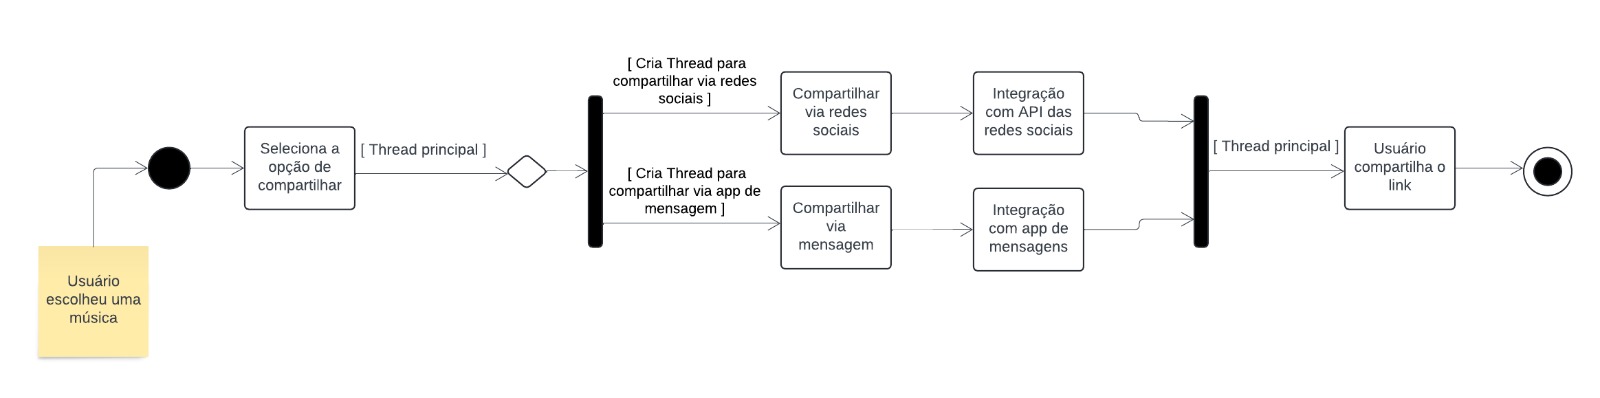 Usuário
escolheu uma
música
Seleciona a
opção de
compartilhar
[ Thread principal ]
[ Cria Thread para
compartilhar via redes
sociais ]
Compartilhar
via redes
sociais
Integração
com API das
redes sociais
[ Cria Thread para
compartilhar via app de
mensagem ]
Compartilhar
via
mensagem
Integração
com app de
mensagens
[ Thread principal ]
Usuário
compartilha o
link